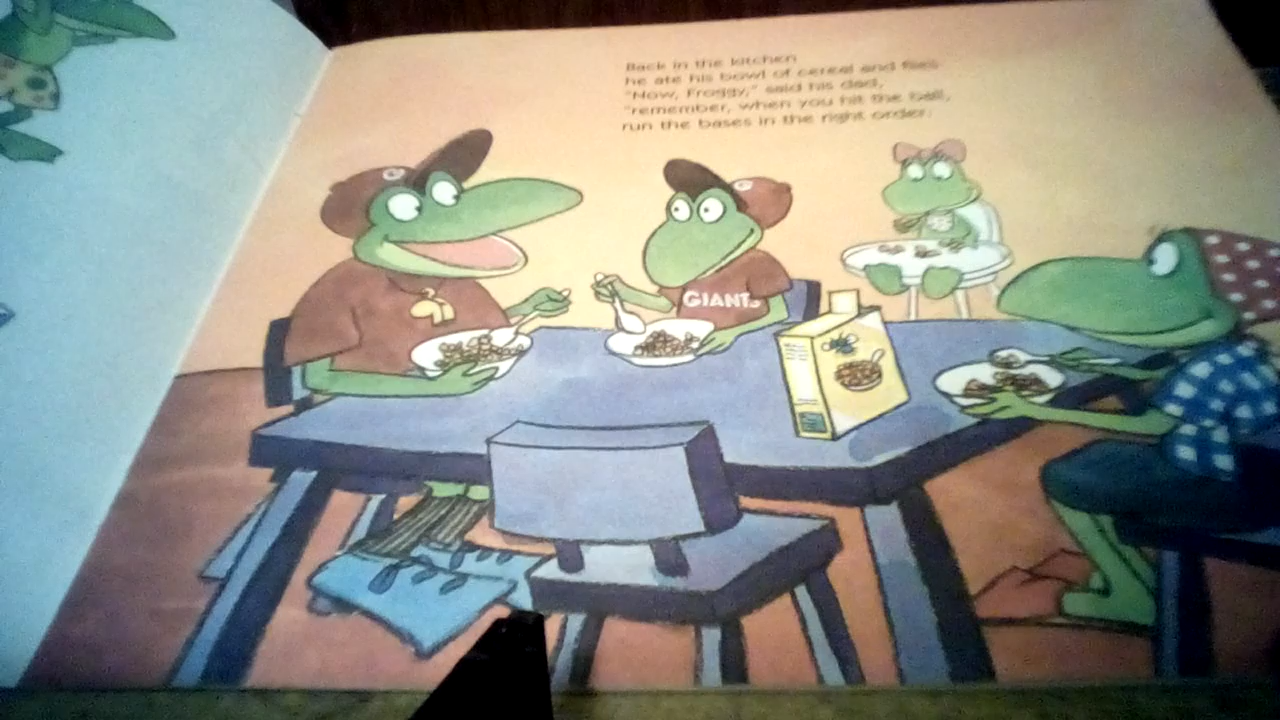 Back in the kitchen
he ate his bowl of cereal and flies.
"Now, Froggy," said his dad,
"remember, when you hit the ball,
run the bases in the right order.
GIANTS